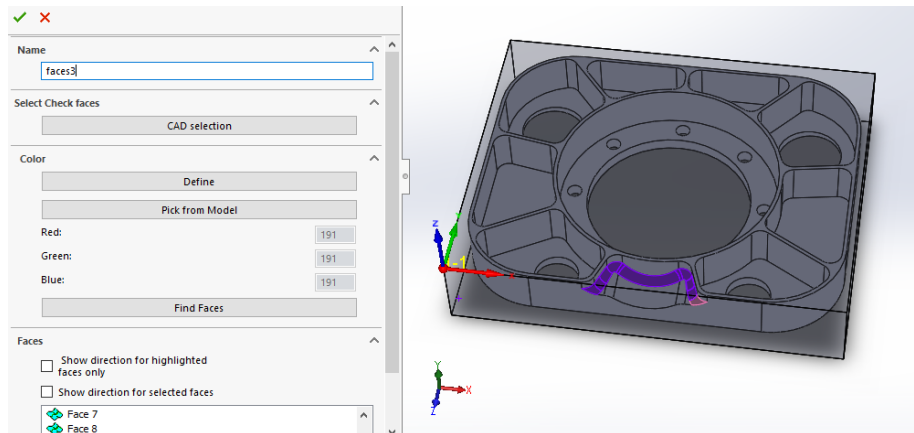 Name
faces3
Select Check faces
CAD selection
Color
Define
Pick from Model
Red:
191
Green:
191
Blue:
191
Find Faces
Faces
Show direction for highlighted
faces only
Show direction for selected faces
Face 7
Face 8
Z
Y
X
-1
Y
X
Z